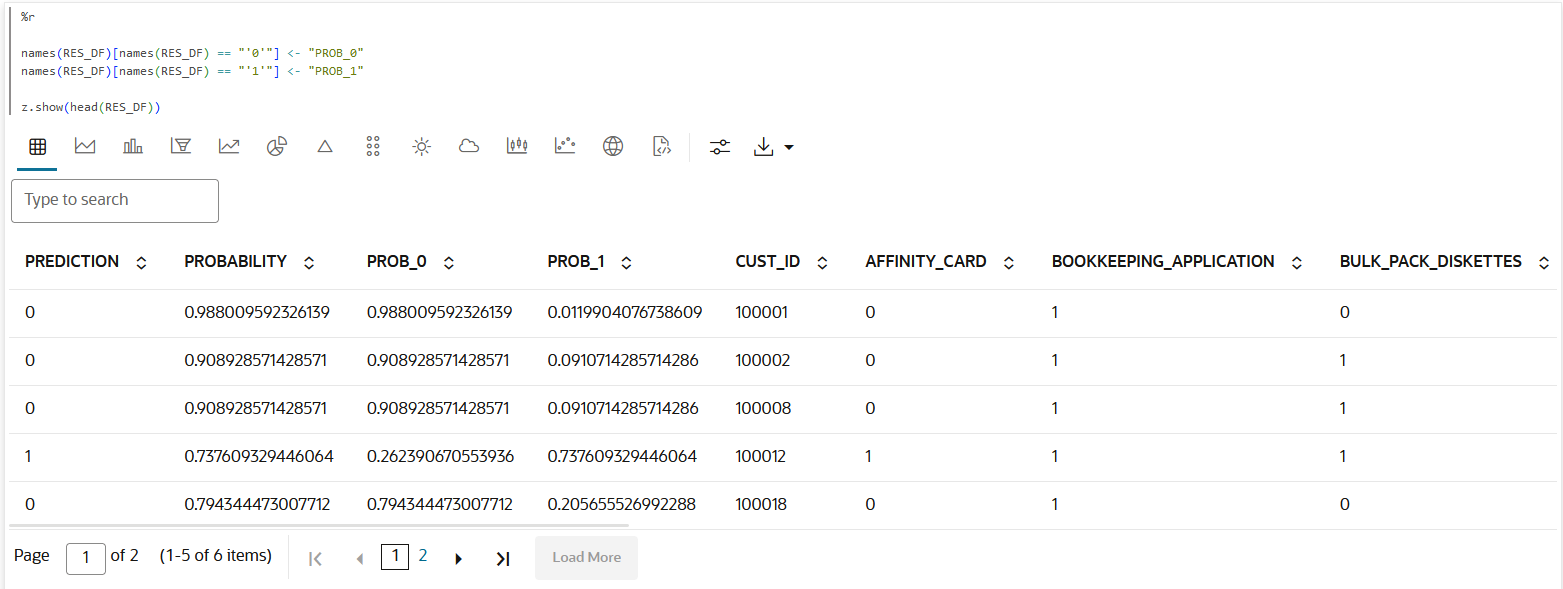 %r
names(RES_DF)[names(RES_DF) == "'0'"] <- "PROB_0"
names(RES_DF)[names(RES_DF) == "'1'"] <- "PROB_1"
z.show(head(RES_DF))
Type to search
PREDICTION PROBABILITY PROB_0 PROB_1 CUST_ID AFFINITY_CARD BOOKKEEPING_APPLICATION BULK_PACK_DISKETTES
0 0.988009592326139 0.988009592326139 0.0119904076738609 100001 0 1 0
0 0.908928571428571 0.908928571428571 0.0910714285714286 100002 0 1 1
0 0.908928571428571 0.908928571428571 0.0910714285714286 100008 0 1 1
1 0.737609329446064 0.262390670553936 0.737609329446064 100012 1 1 1
0 0.794344473007712 0.794344473007712 0.205655526992288 100018 0 1 0
Page 1 of 2 (1-5 of 6 items) 1 2 Load More